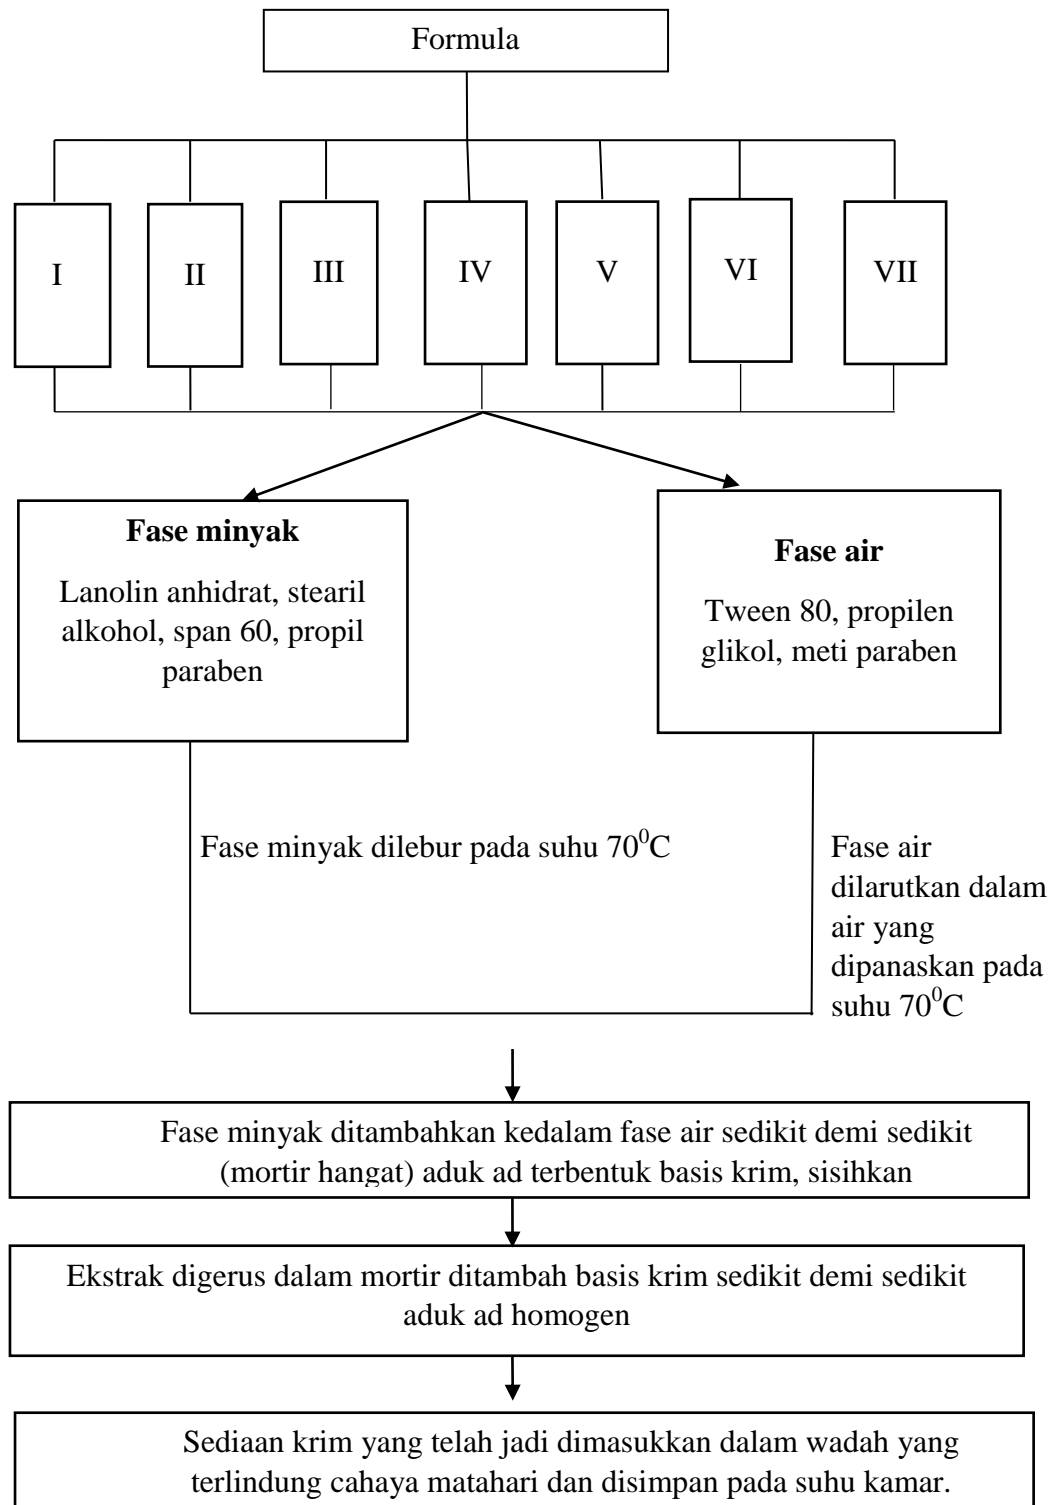 Formula
I
II
III
IV
V
VI
VII
Fase minyak
Lanolin anhidrat, stearil
alkohol, span 60, propil
paraben
Fase air
Tween 80, propilen
glikol, meti paraben
Fase minyak dilebur pada suhu 70⁰C
Fase air
dilarutkan dalam
air yang
dipanaskan pada
suhu 70⁰C
Fase minyak ditambahkan kedalam fase air sedikit demi sedikit
(mortir hangat) aduk ad terbentuk basis krim, sisihkan
Ekstrak digerus dalam mortir ditambah basis krim sedikit demi sedikit
aduk ad homogen
Sediaan krim yang telah jadi dimasukkan dalam wadah yang
terlindung cahaya matahari dan disimpan pada suhu kamar.